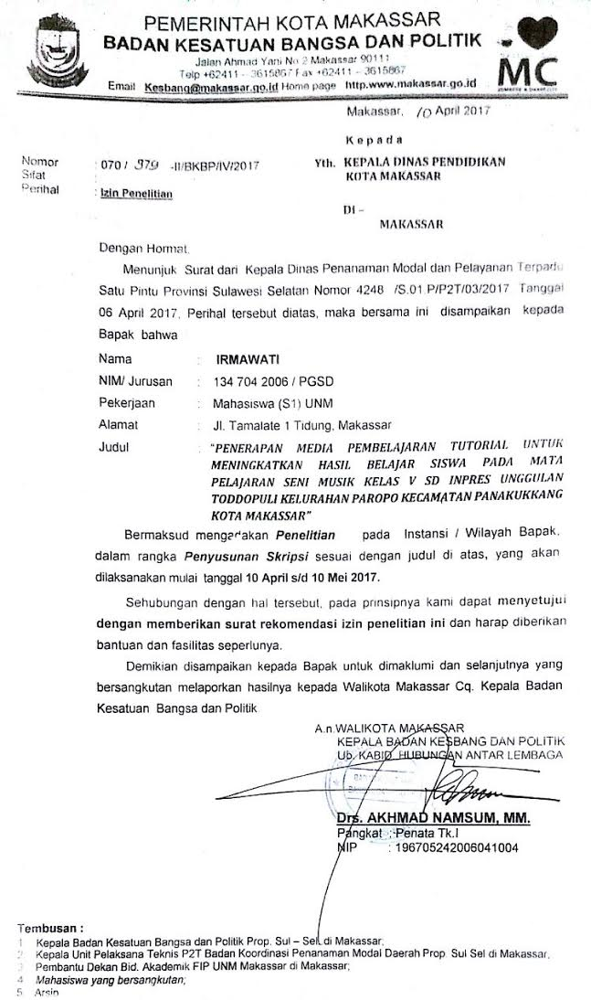 PEMERINTAH KOTA MAKASSAR
BADAN KESATUAN BANGSA DAN POLITIK
Jalan Ahmad Yani No 2 Makassar 90111
Telp +62411 – 3615867 Fax +62411 – 3615867
Email Kesbang@makassar.go.id Home page http.www.makassar.go.id
MC
Makassar, 10 April 2017
Kepada
Nomor : 070 / 979 -II/BKBP/IV/2017
Yth. KEPALA DINAS PENDIDIKAN
KOTA MAKASSAR
Sifat :
Perihal : Izin Penelitian
DI –
MAKASSAR
Dengan Hormat,
Menunjuk Surat dari Kepala Dinas Penanaman Modal dan Pelayanan Terpadu
Satu Pintu Provinsi Sulawesi Selatan Nomor 4248 /S.01 P/P2T/03/2017 Tanggal
06 April 2017, Perihal tersebut diatas, maka bersama ini disampaikan kepada
Bapak bahwa
Nama : IRMAWATI
NIM/ Jurusan : 134 704 2006 / PGSD
Pekerjaan : Mahasiswa (S1) UNM
Alamat : Jl. Tamalate 1 Tidung, Makassar
Judul : "PENERAPAN MEDIA PEMBELAJARAN TUTORIAL UNTUK
MENINGKATKAN HASIL BELAJAR SISWA PADA MATA
PELAJARAN SENI MUSIK KELAS V SD INPRES UNGGULAN
TODDOPULI KELURAHAN PAROPO KECAMATAN PANAKUKKANG
KOTA MAKASSAR"
Bermaksud mengerjakan Penelitian pada Instansi / Wilayah Bapak,
dalam rangka Penyusunan Skripsi sesuai dengan judul di atas, yang akan
dilaksanakan mulai tanggal 10 April s/d 10 Mei 2017.
Sehubungan dengan hal tersebut, pada prinsipnya kami dapat menyetujui
dengan memberikan surat rekomendasi izin penelitian ini dan harap diberikan
bantuan dan fasilitas seperlunya.
Demikian disampaikan kepada Bapak untuk dimaklumi dan selanjutnya yang
bersangkutan melaporkan hasilnya kepada Walikota Makassar Cq. Kepala Badan
Kesatuan Bangsa dan Politik
A.n.WALIKOTA MAKASSAR
KEPALA BADAN KESBANG DAN POLITIK
Ub. KABID. HUBUNGAN ANTAR LEMBAGA
Drs. AKHMAD NAMSUM, MM.
Pangkat : Penata Tk.I
NIP : 196705242006041004
Tembusan :
1 Kepala Badan Kesatuan Bangsa dan Politik Prop. Sul – Sel. di Makassar;
2 Kepala Unit Pelaksana Teknis P2T Badan Koordinasi Penanaman Modal Daerah Prop Sul Sel di Makassar,
3 Pembantu Dekan Bid. Akademik FIP UNM Makassar di Makassar;
4 Mahasiswa yang bersangkutan;
5 Arsip